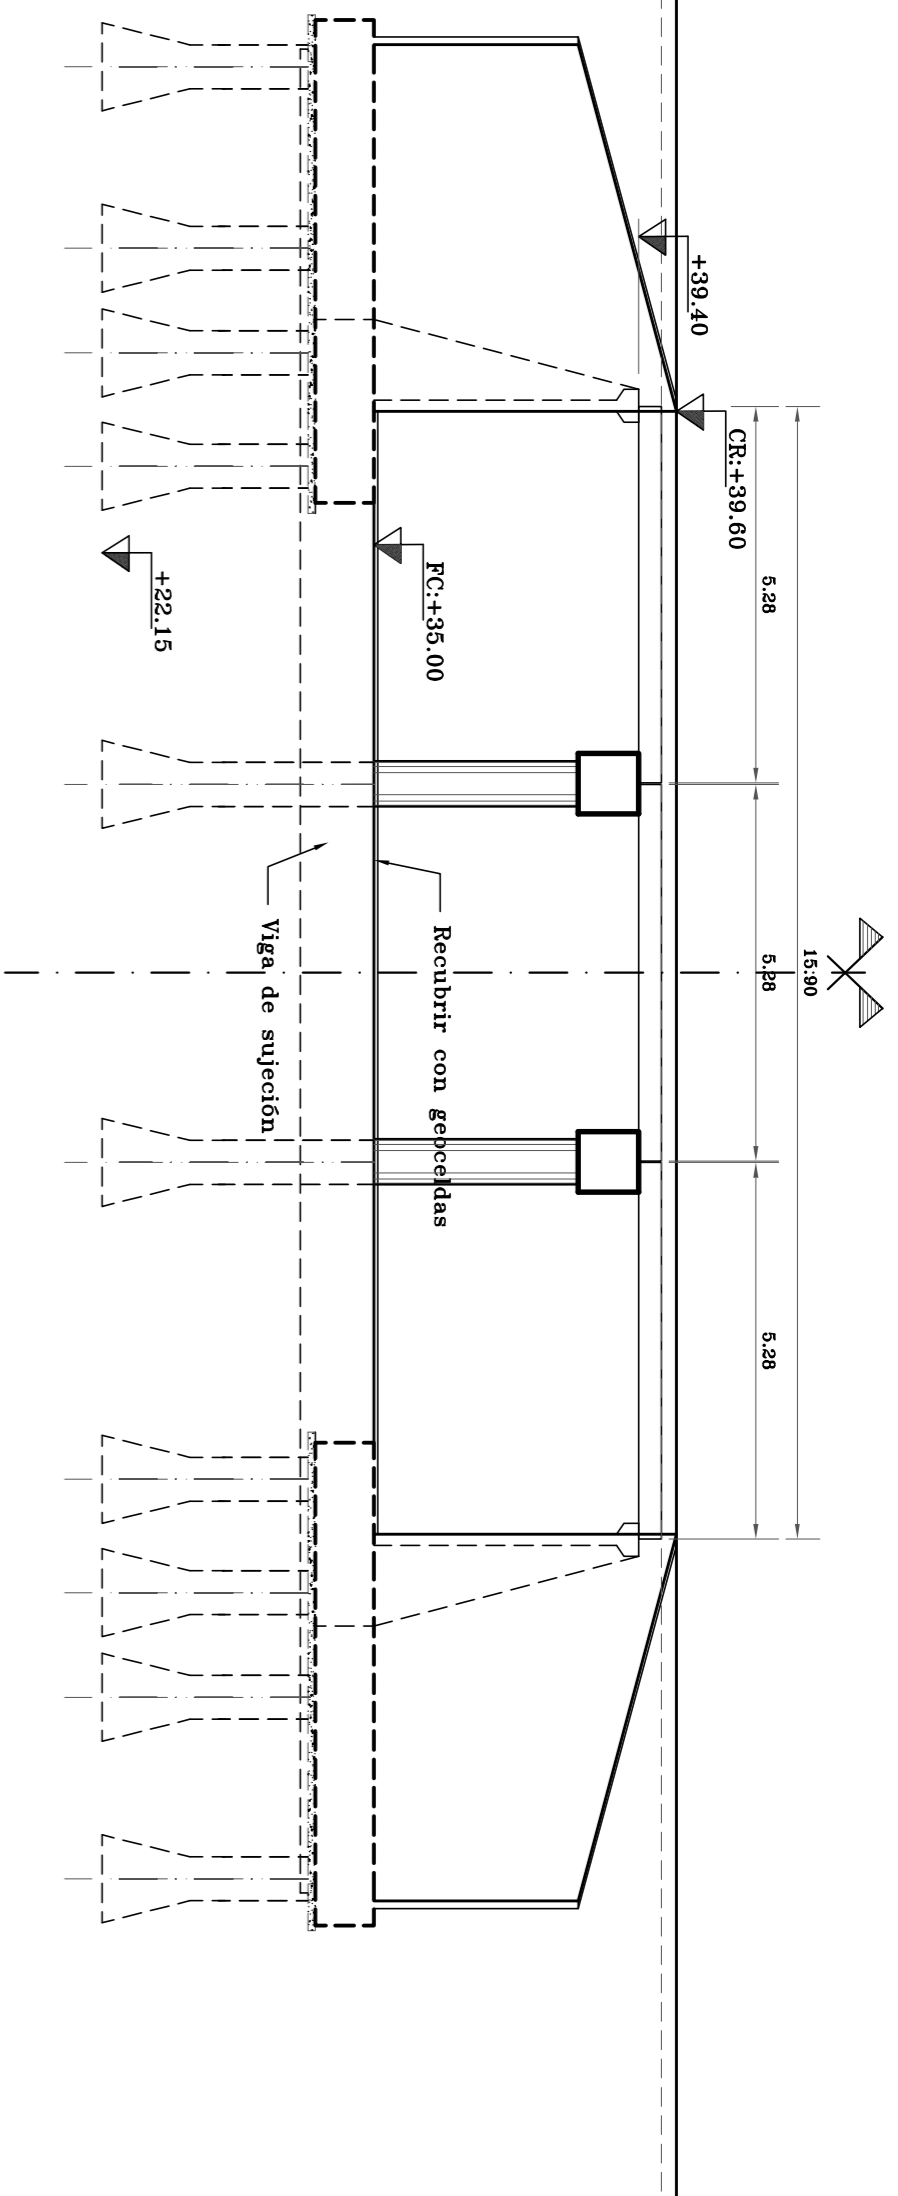 15.90
5.28
5.28
5.28
CR:+39.60
+39.40
FC:+35.00
Recubrir con geoceldas
Viga de sujeción
+22.15